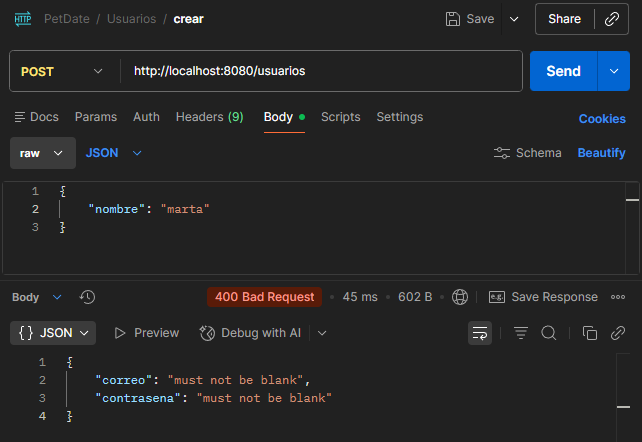 HTTP PetDate / Usuarios / crear Save Share
POST http://localhost:8080/usuarios Send
Docs Params Auth Headers (9) Body Scripts Settings Cookies
raw JSON Schema Beautify
1 {
2 "nombre": "marta"
3 }
Body 400 Bad Request • 45 ms • 602 B • e.g. Save Response
{} JSON Preview Debug with AI
1 {
2 "correo": "must not be blank",
3 "contrasena": "must not be blank"
4 }